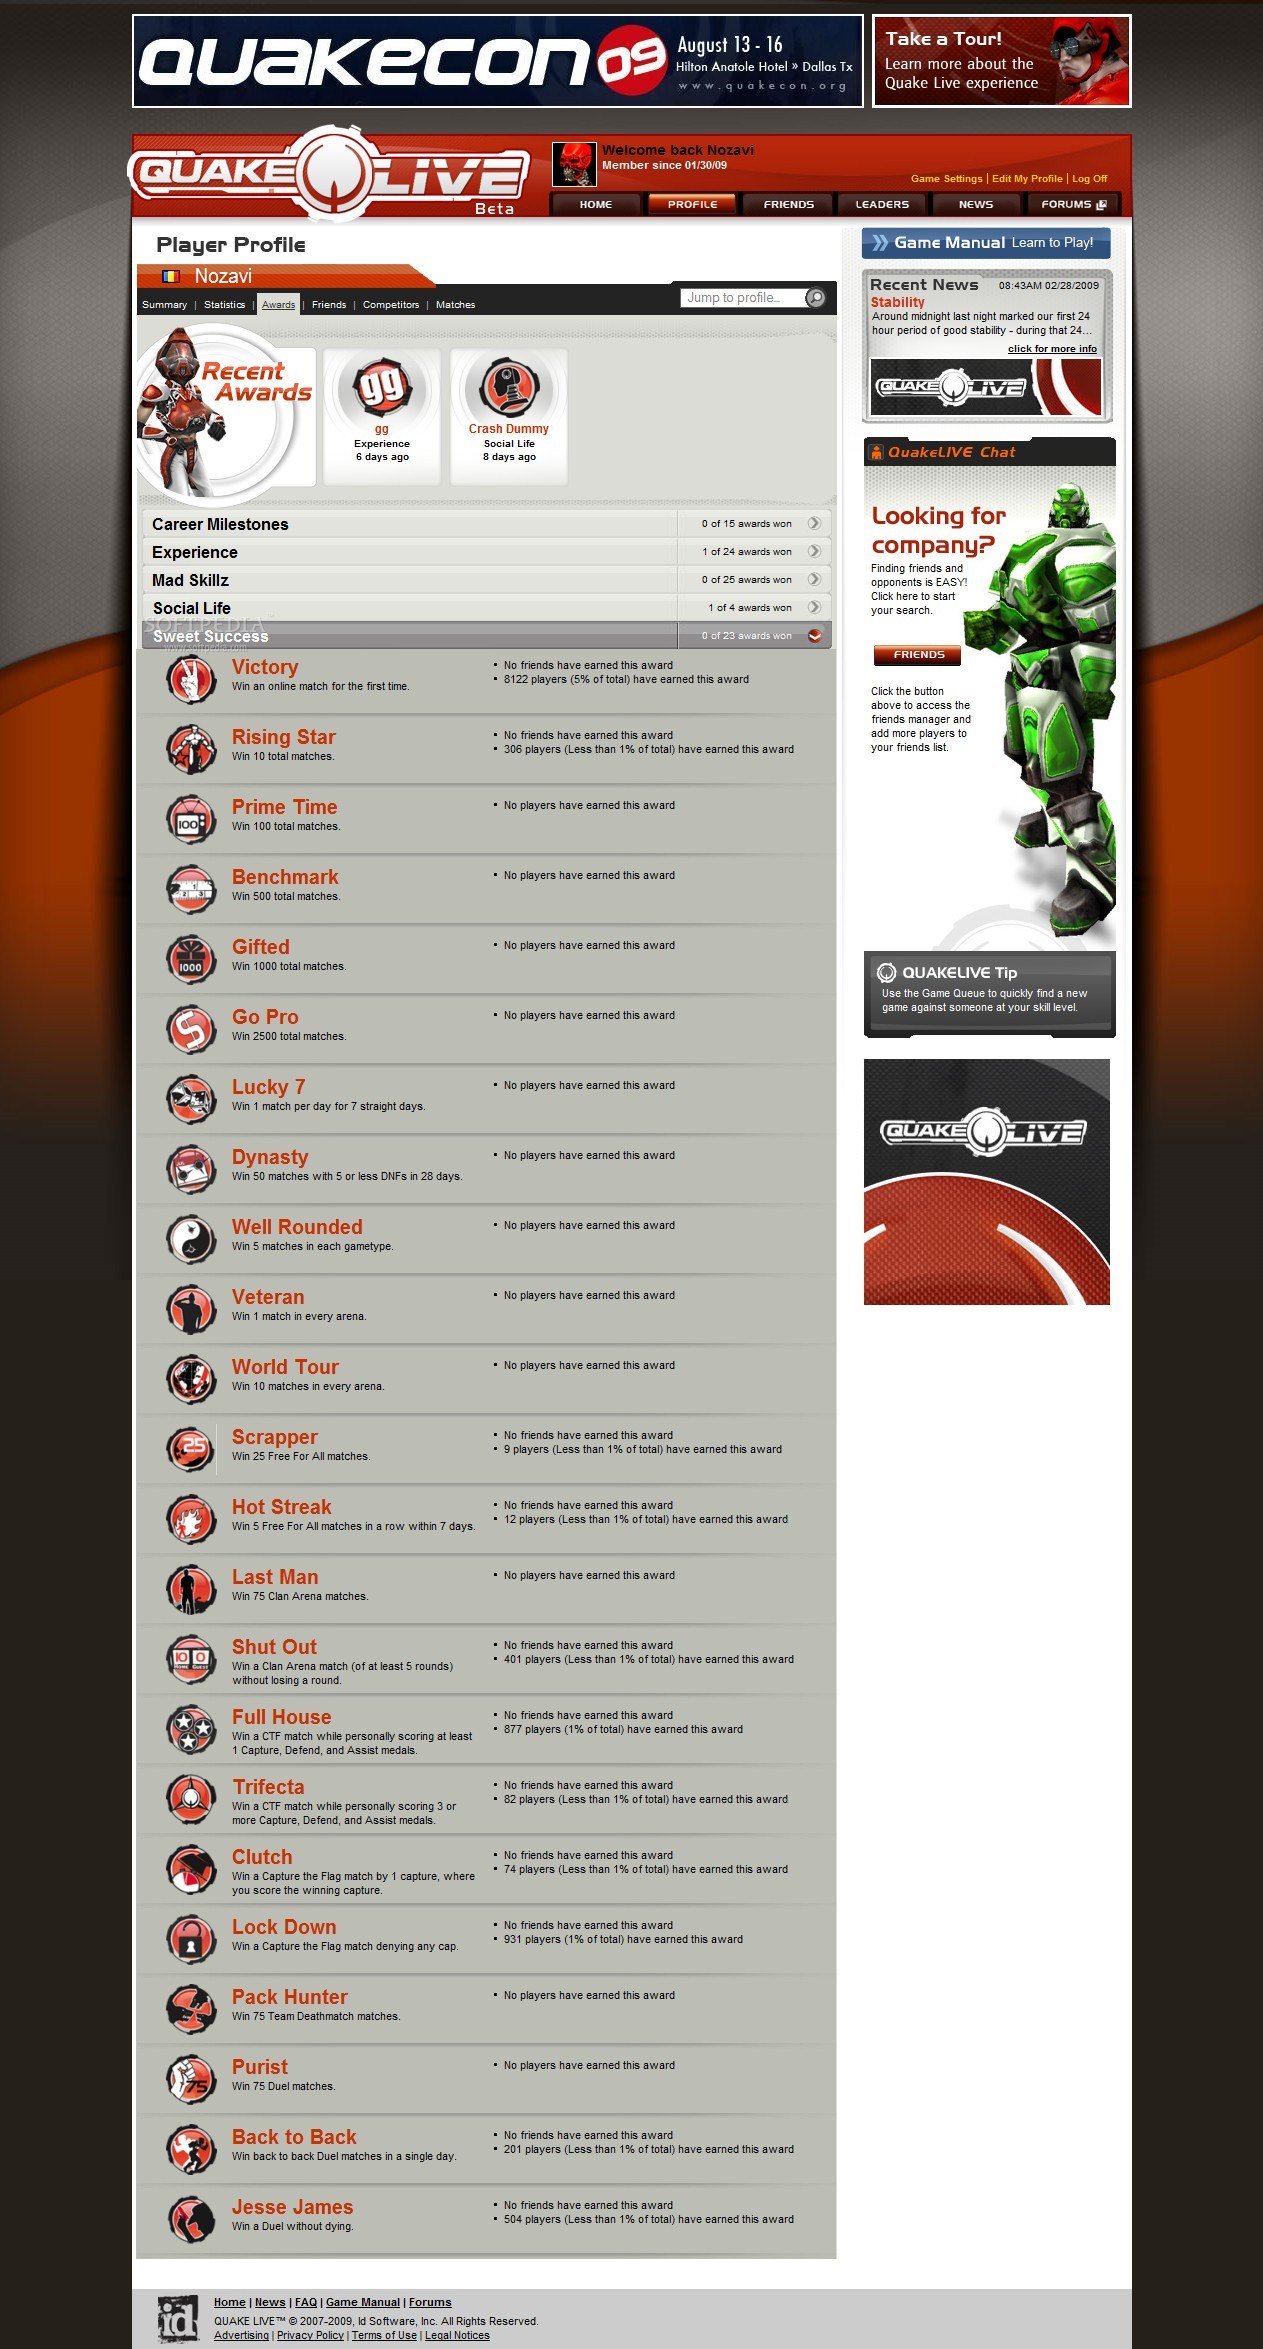 QUAKECON 09
August 13 - 16
Hilton Anatole Hotel » Dallas Tx
www.quakecon.org
Take a Tour!
Learn more about the
Quake Live experience
QUAKE LIVE
Beta
Welcome back Nozavi
Member since 01/30/09
Game Settings | Edit My Profile | Log Off
HOME
PROFILE
FRIENDS
LEADERS
NEWS
FORUMS
Player Profile
Nozavi
Summary | Statistics | Awards | Friends | Competitors | Matches
Jump to profile...
Recent
Awards
gg
gg
Experience
6 days ago
Crash Dummy
Social Life
8 days ago
Career Milestones
0 of 15 awards won
Experience
1 of 24 awards won
Mad Skillz
0 of 25 awards won
Social Life
1 of 4 awards won
SOFTPEDIA
www.softpedia.com
Sweet Success
0 of 23 awards won
Victory
Win an online match for the first time.
• No friends have earned this award
• 8122 players (5% of total) have earned this award
Rising Star
Win 10 total matches.
• No friends have earned this award
• 306 players (Less than 1% of total) have earned this award
100
Prime Time
Win 100 total matches.
• No players have earned this award
Benchmark
Win 500 total matches.
• No players have earned this award
1000
Gifted
Win 1000 total matches.
• No players have earned this award
Go Pro
Win 2500 total matches.
• No players have earned this award
Lucky 7
Win 1 match per day for 7 straight days.
• No players have earned this award
Dynasty
Win 50 matches with 5 or less DNFs in 28 days.
• No players have earned this award
Well Rounded
Win 5 matches in each gametype.
• No players have earned this award
Veteran
Win 1 match in every arena.
• No players have earned this award
World Tour
Win 10 matches in every arena.
• No players have earned this award
25
Scrapper
Win 25 Free For All matches.
• No friends have earned this award
• 9 players (Less than 1% of total) have earned this award
Hot Streak
Win 5 Free For All matches in a row within 7 days.
• No friends have earned this award
• 12 players (Less than 1% of total) have earned this award
Last Man
Win 75 Clan Arena matches.
• No players have earned this award
10 0
HOME GUEST
Shut Out
Win a Clan Arena match (of at least 5 rounds)
without losing a round.
• No friends have earned this award
• 401 players (Less than 1% of total) have earned this award
Full House
Win a CTF match while personally scoring at least
1 Capture, Defend, and Assist medals.
• No friends have earned this award
• 877 players (1% of total) have earned this award
Trifecta
Win a CTF match while personally scoring 3 or
more Capture, Defend, and Assist medals.
• No friends have earned this award
• 82 players (Less than 1% of total) have earned this award
Clutch
Win a Capture the Flag match by 1 capture, where
you score the winning capture.
• No friends have earned this award
• 74 players (Less than 1% of total) have earned this award
Lock Down
Win a Capture the Flag match denying any cap.
• No friends have earned this award
• 931 players (1% of total) have earned this award
Pack Hunter
Win 75 Team Deathmatch matches.
• No players have earned this award
75
Purist
Win 75 Duel matches.
• No players have earned this award
Back to Back
Win back to back Duel matches in a single day.
• No friends have earned this award
• 201 players (Less than 1% of total) have earned this award
Jesse James
Win a Duel without dying.
• No friends have earned this award
• 504 players (Less than 1% of total) have earned this award
Game Manual Learn to Play!
Recent News 08:43AM 02/28/2009
Stability
Around midnight last night marked our first 24
hour period of good stability - during that 24...
click for more info
QUAKE LIVE
QuakeLIVE Chat
Looking for
company?
Finding friends and
opponents is EASY!
Click here to start
your search.
FRIENDS
Click the button
above to access the
friends manager and
add more players to
your friends list.
QUAKELIVE Tip
Use the Game Queue to quickly find a new
game against someone at your skill level.
QUAKE LIVE
id
Home | News | FAQ | Game Manual | Forums
QUAKE LIVE™ © 2007-2009, Id Software, Inc. All Rights Reserved.
Advertising | Privacy Policy | Terms of Use | Legal Notices